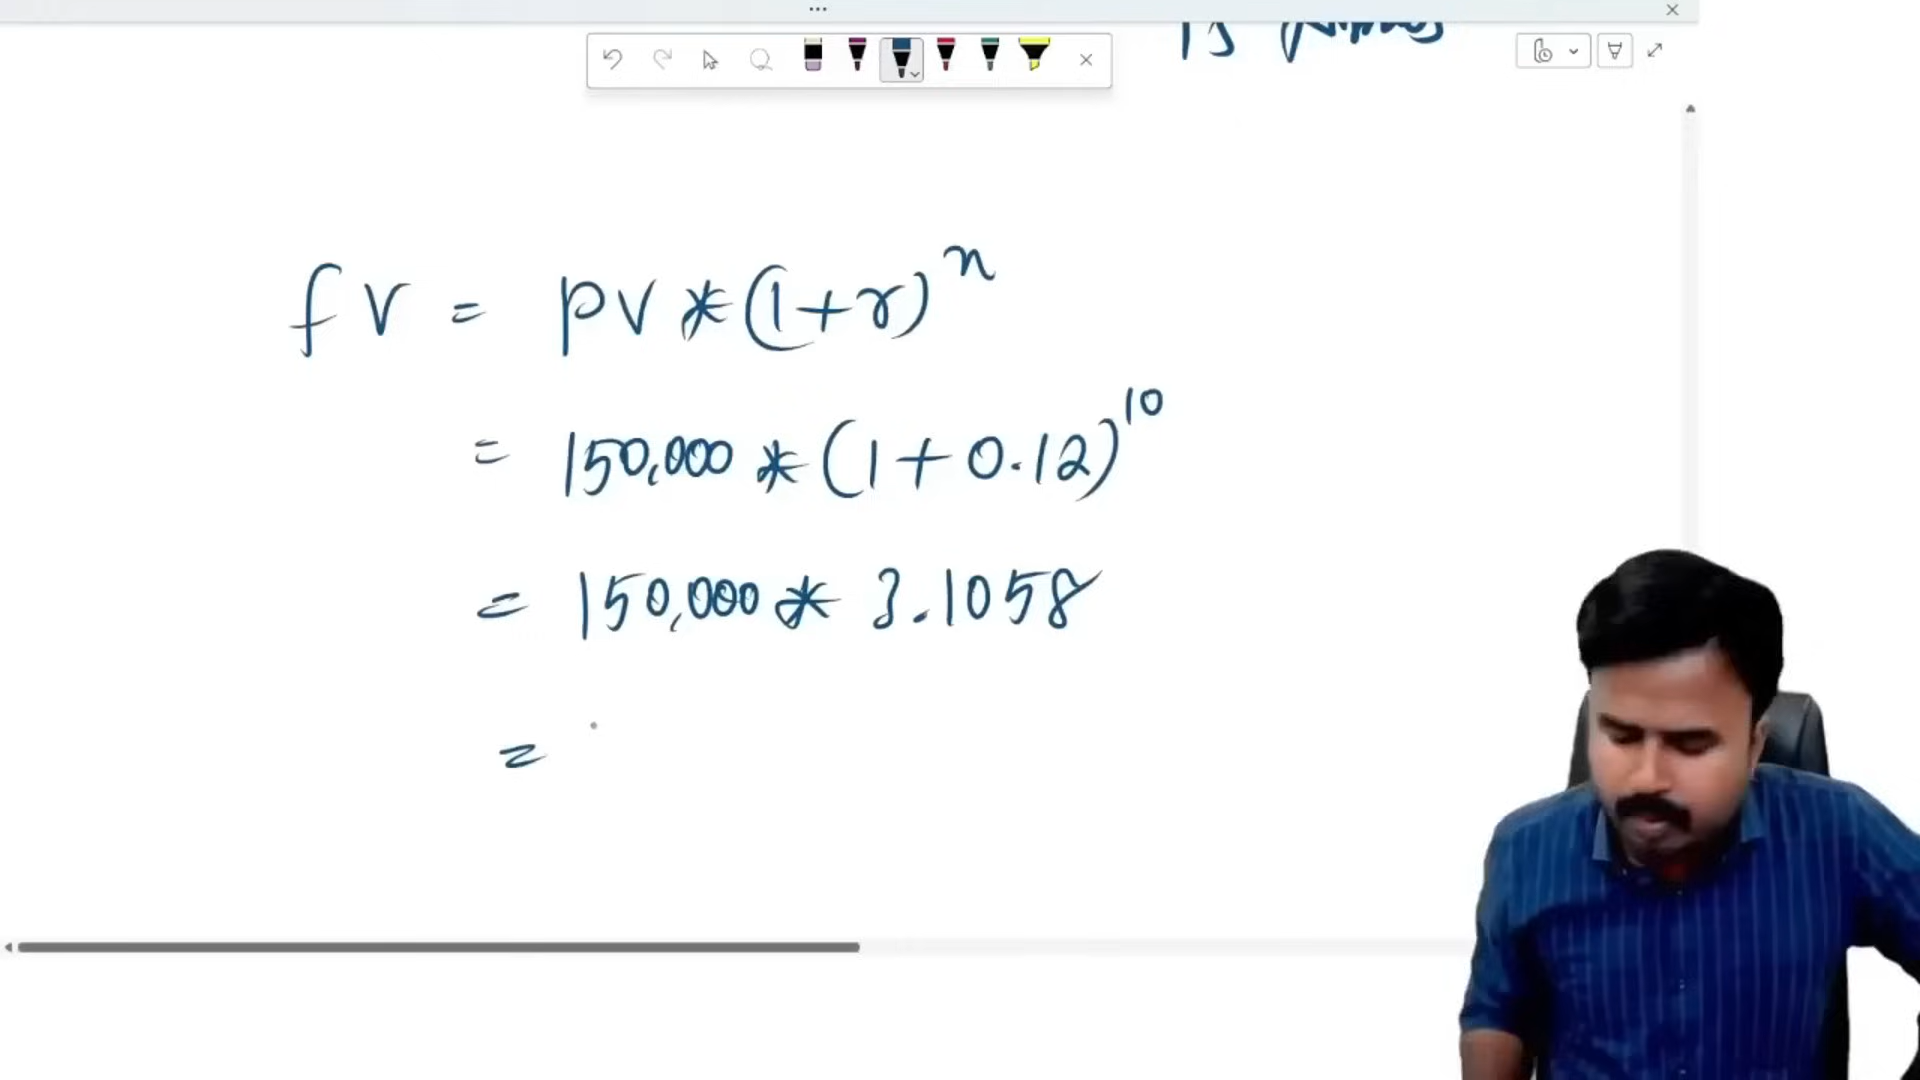 FV = PV * (1+r)^n
= 150,000 * (1 + 0.12)^10
= 150,000 * 3.1058
=